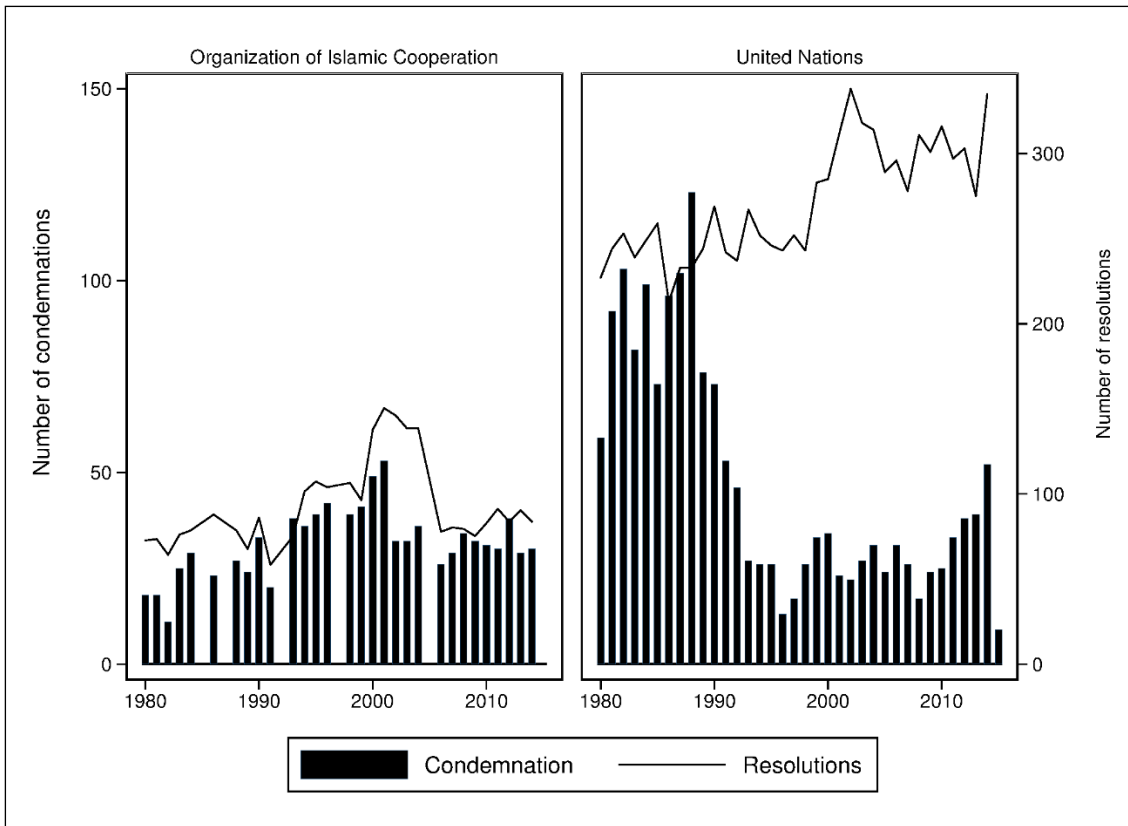 Organization of Islamic Cooperation
United Nations
Number of condemnations
150
100
50
0
1980
1990
2000
2010
1980
1990
2000
2010
300
200
100
0
Number of resolutions
Condemnation
Resolutions